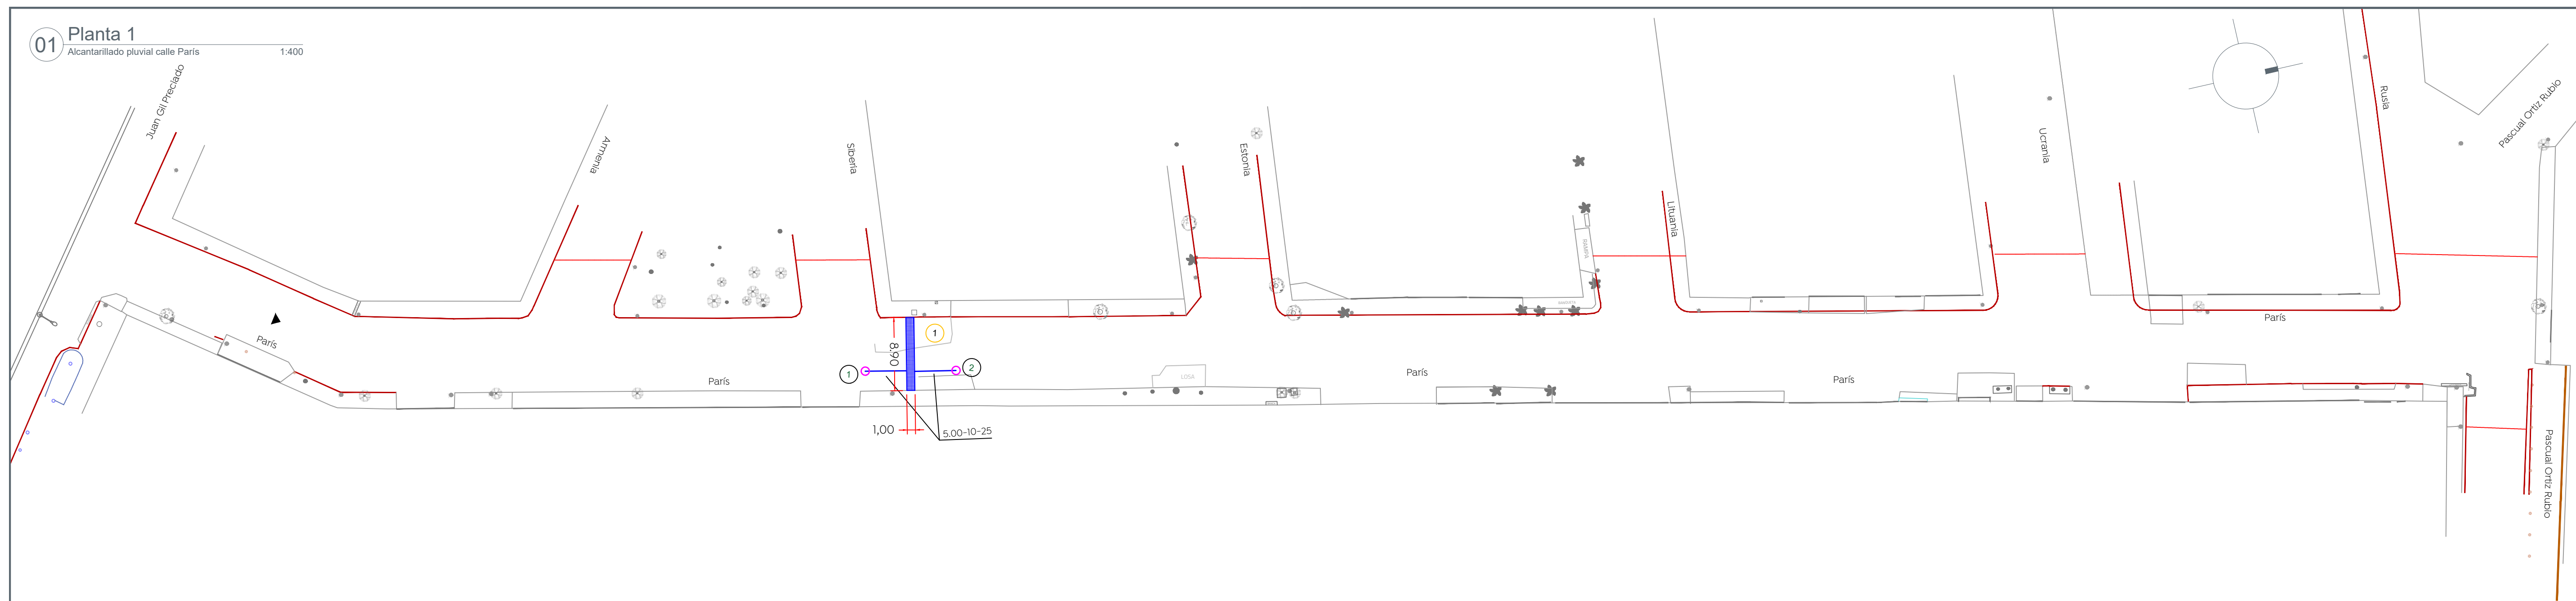 01
Planta 1
Alcantarillado pluvial calle París
1:400
Juan Gil Preciado
Armenia
Siberia
Estonia
Lituania
Ucrania
Rusia
Pascual Ortiz Rubio
RAMPA
París
París
París
París
París
LOSA
1
8.90
1
2
1,00
5.00-10-25
Pascual Ortiz Rubio